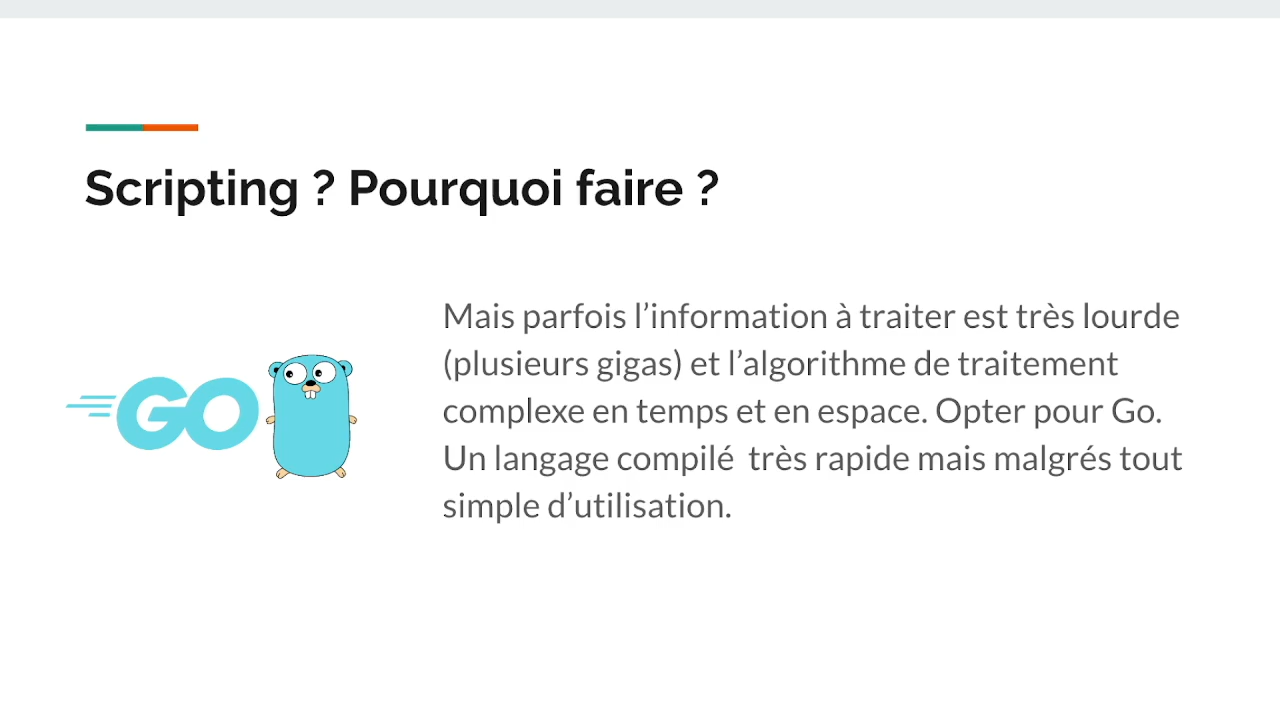 Scripting ? Pourquoi faire ?
GO
Mais parfois l’information à traiter est très lourde
(plusieurs gigas) et l’algorithme de traitement
complexe en temps et en espace. Opter pour Go.
Un langage compilé  très rapide mais malgrés tout
simple d’utilisation.